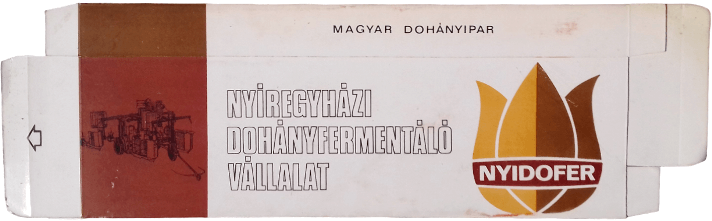 MAGYAR DOHÁNYIPAR
NYÍREGYHÁZI
DOHÁNYFERMENTÁLÓ
VÁLLALAT
NYIDOFER